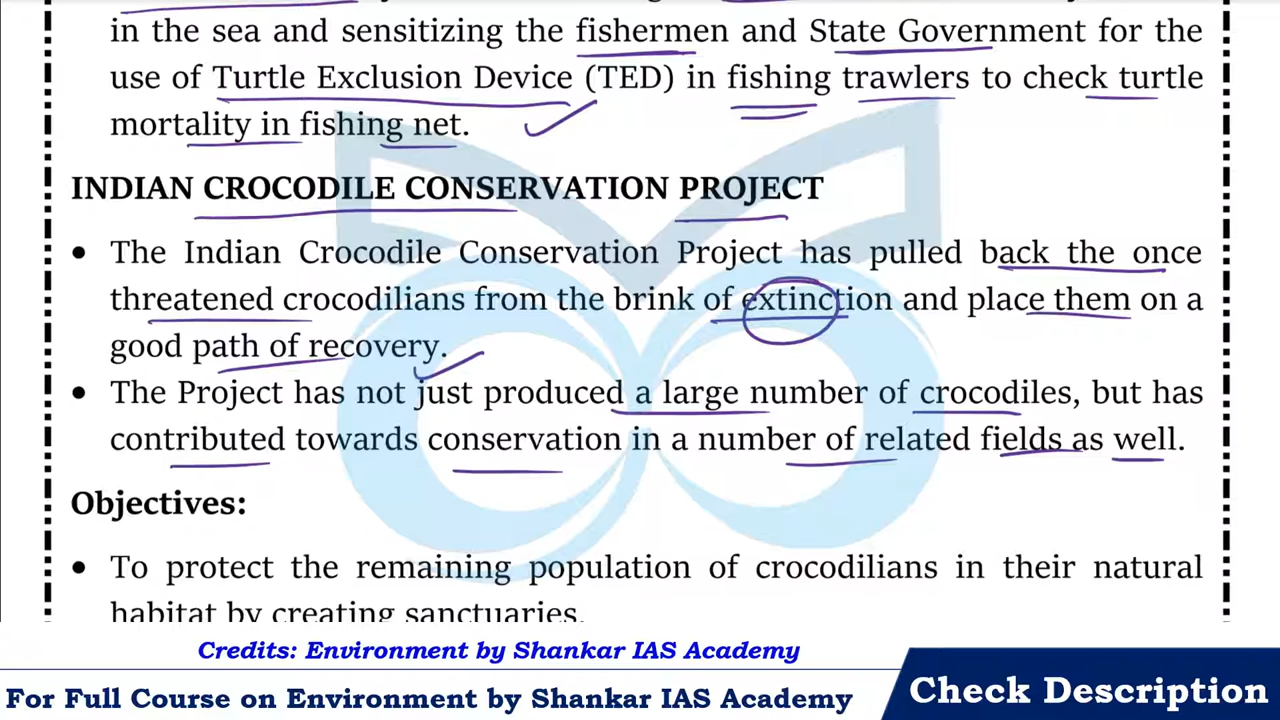 in the sea and sensitizing the fishermen and State Government for the
use of Turtle Exclusion Device (TED) in fishing trawlers to check turtle
mortality in fishing net.
INDIAN CROCODILE CONSERVATION PROJECT
• The Indian Crocodile Conservation Project has pulled back the once
threatened crocodilians from the brink of extinction and place them on a
good path of recovery.
• The Project has not just produced a large number of crocodiles, but has
contributed towards conservation in a number of related fields as well.
Objectives:
• To protect the remaining population of crocodilians in their natural
habitat by creating sanctuaries.
Credits: Environment by Shankar IAS Academy
For Full Course on Environment by Shankar IAS Academy
Check Description